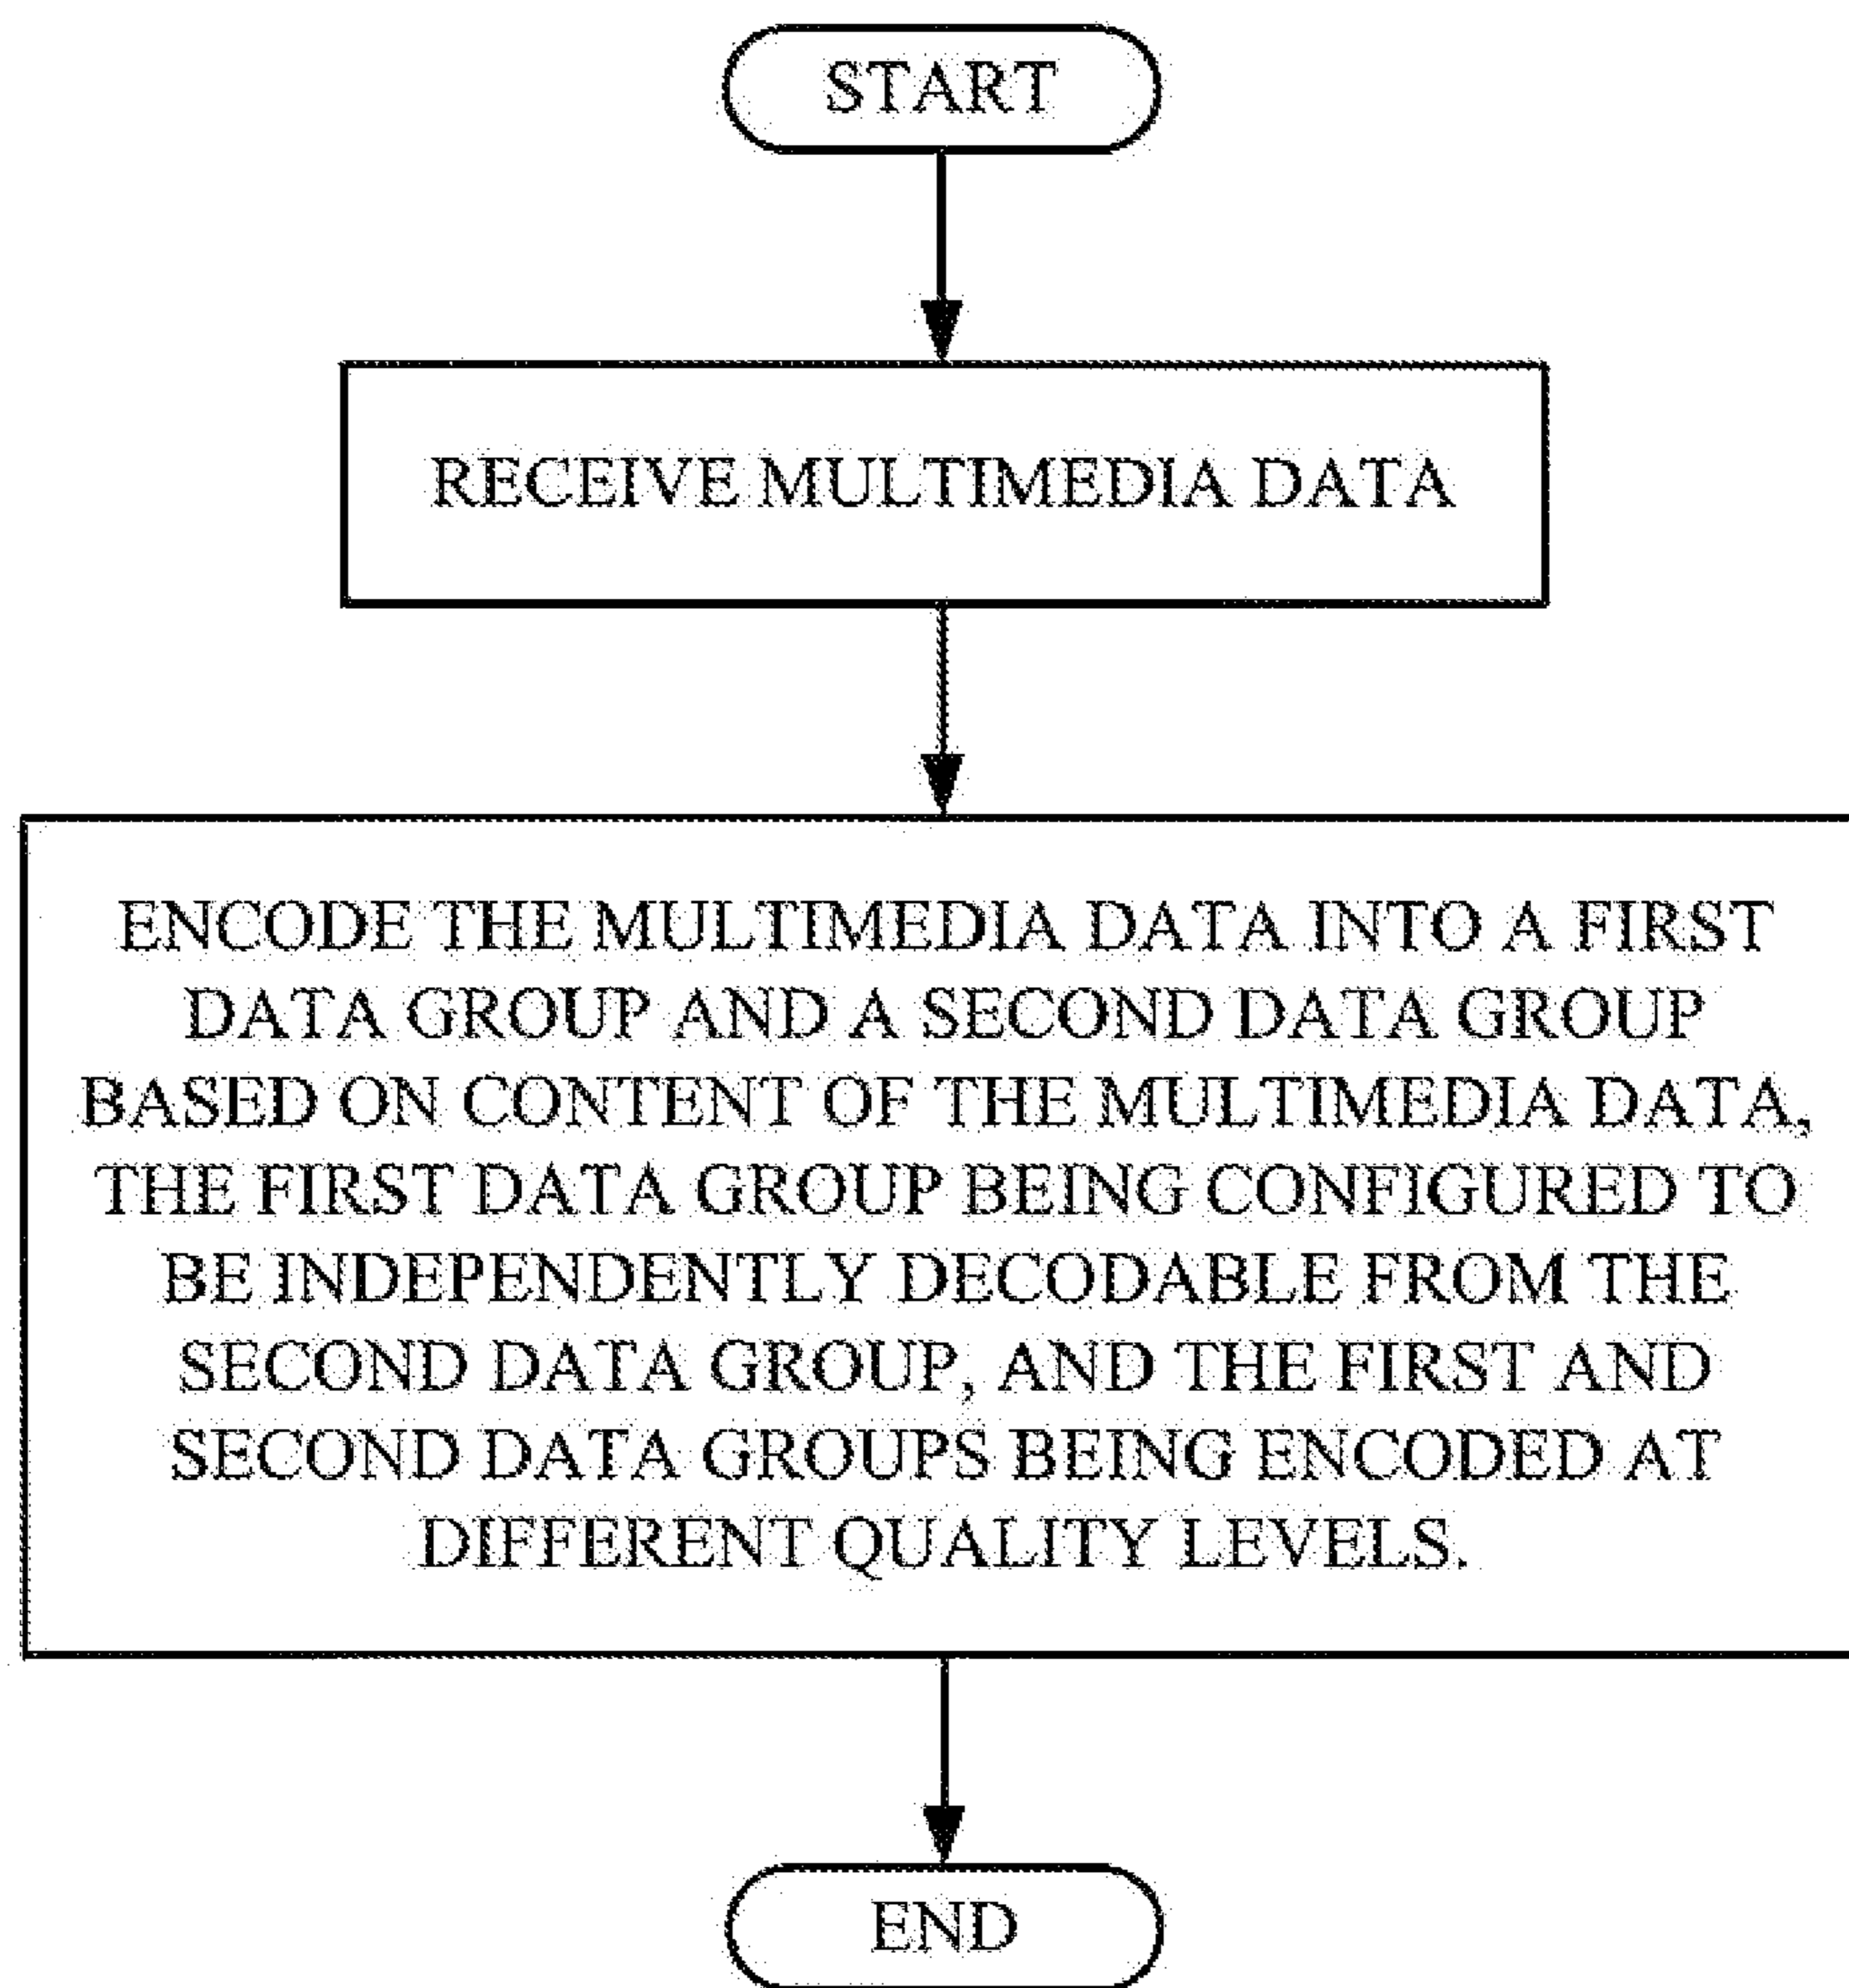 START
RECEIVE MULTIMEDIA DATA
ENCODE THE MULTIMEDIA DATA INTO A FIRST
DATA GROUP AND A SECOND DATA GROUP
BASED ON CONTENT OF THE MULTIMEDIA DATA,
THE FIRST DATA GROUP BEING CONFIGURED TO
BE INDEPENDENTLY DECODABLE FROM THE
SECOND DATA GROUP, AND THE FIRST AND
SECOND DATA GROUPS BEING ENCODED AT
DIFFERENT QUALITY LEVELS.
END